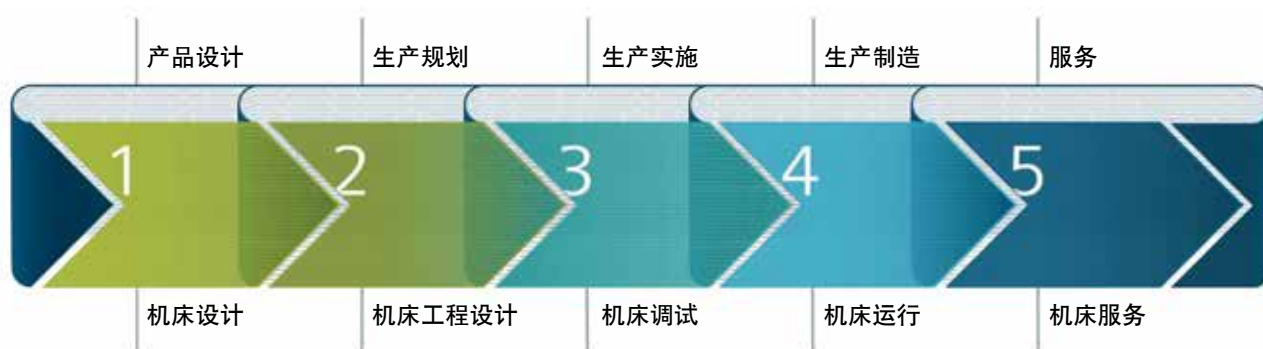 产品设计
生产规划
生产实施
生产制造
服务
1
2
3
4
5
机床设计
机床工程设计
机床调试
机床运行
机床服务